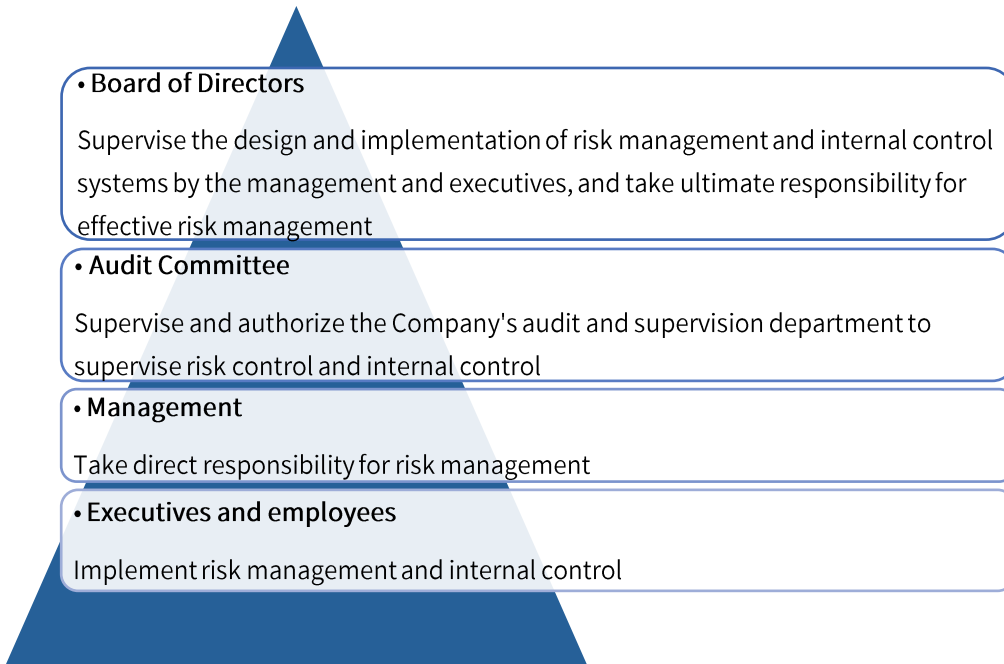 • Board of Directors
Supervise the design and implementation of risk management and internal control
systems by the management and executives, and take ultimate responsibility for
effective risk management
• Audit Committee
Supervise and authorize the Company's audit and supervision department to
supervise risk control and internal control
• Management
Take direct responsibility for risk management
• Executives and employees
Implement risk management and internal control